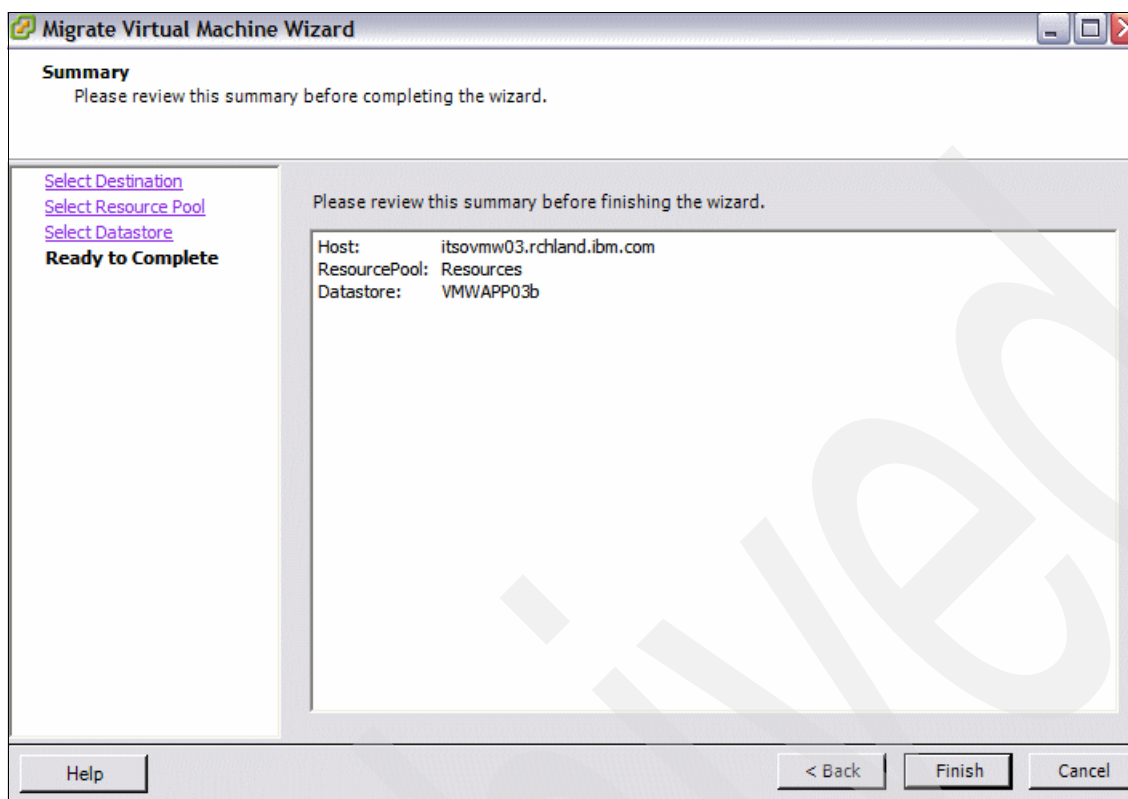 Migrate Virtual Machine Wizard
Summary
Please review this summary before completing the wizard.
Select Destination
Select Resource Pool
Select Datastore
Ready to Complete
Please review this summary before finishing the wizard.
Host: itsovmw03.rchland.ibm.com
ResourcePool: Resources
Datastore: VMWAPP03b
Help
< Back
Finish
Cancel